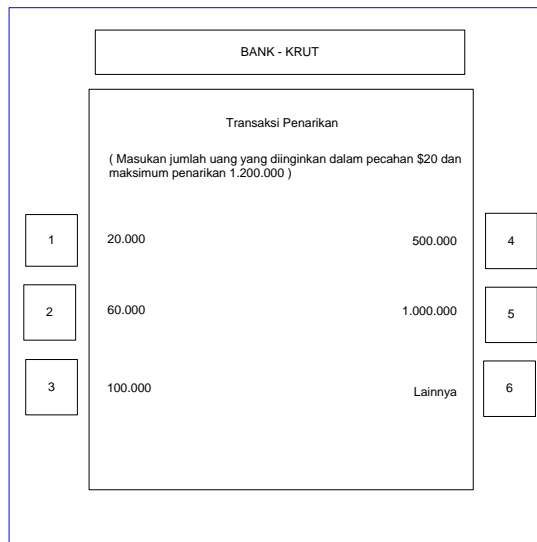 BANK - KRUT
Transaksi Penarikan
( Masukan jumlah uang yang diinginkan dalam pecahan $20 dan
maksimum penarikan 1.200.000 )
1 20.000 500.000 4
2 60.000 1.000.000 5
3 100.000 Lainnya 6